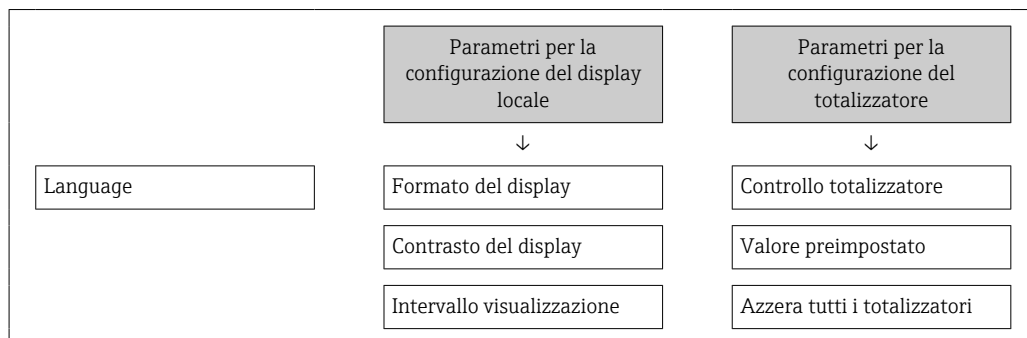 Parametri per la
configurazione del display
locale
Parametri per la
configurazione del
totalizzatore
↓
↓
Language
Formato del display
Controllo totalizzatore
Contrasto del display
Valore preimpostato
Intervallo visualizzazione
Azzera tutti i totalizzatori